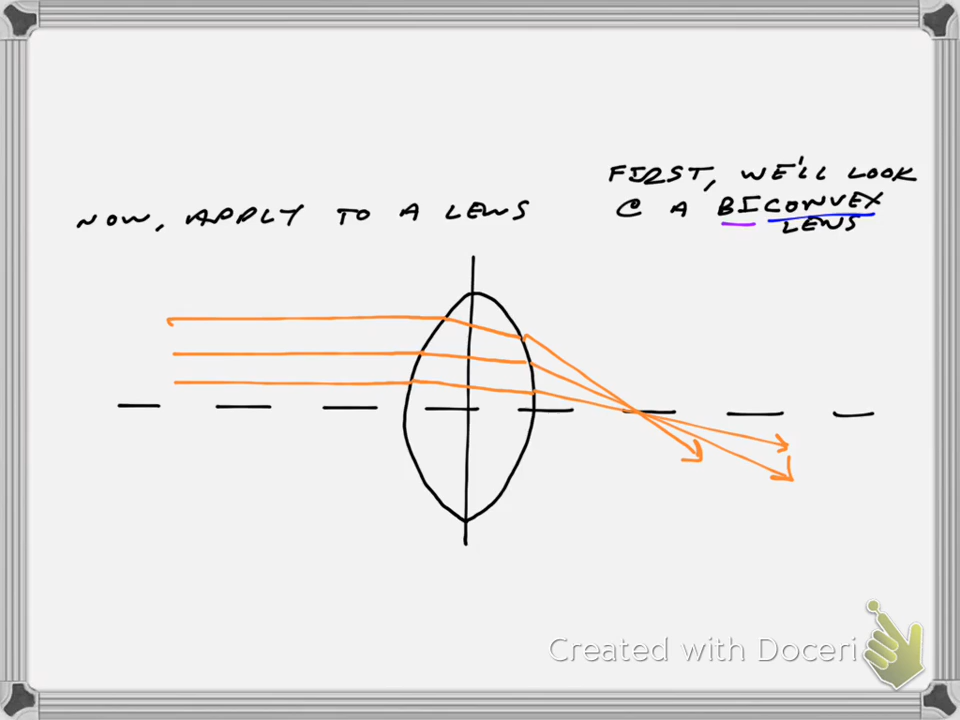 NOW, APPLY TO A LENS
FIRST, WE'LL LOOK
@ A BICONVEX
LENS
Created with Doceri